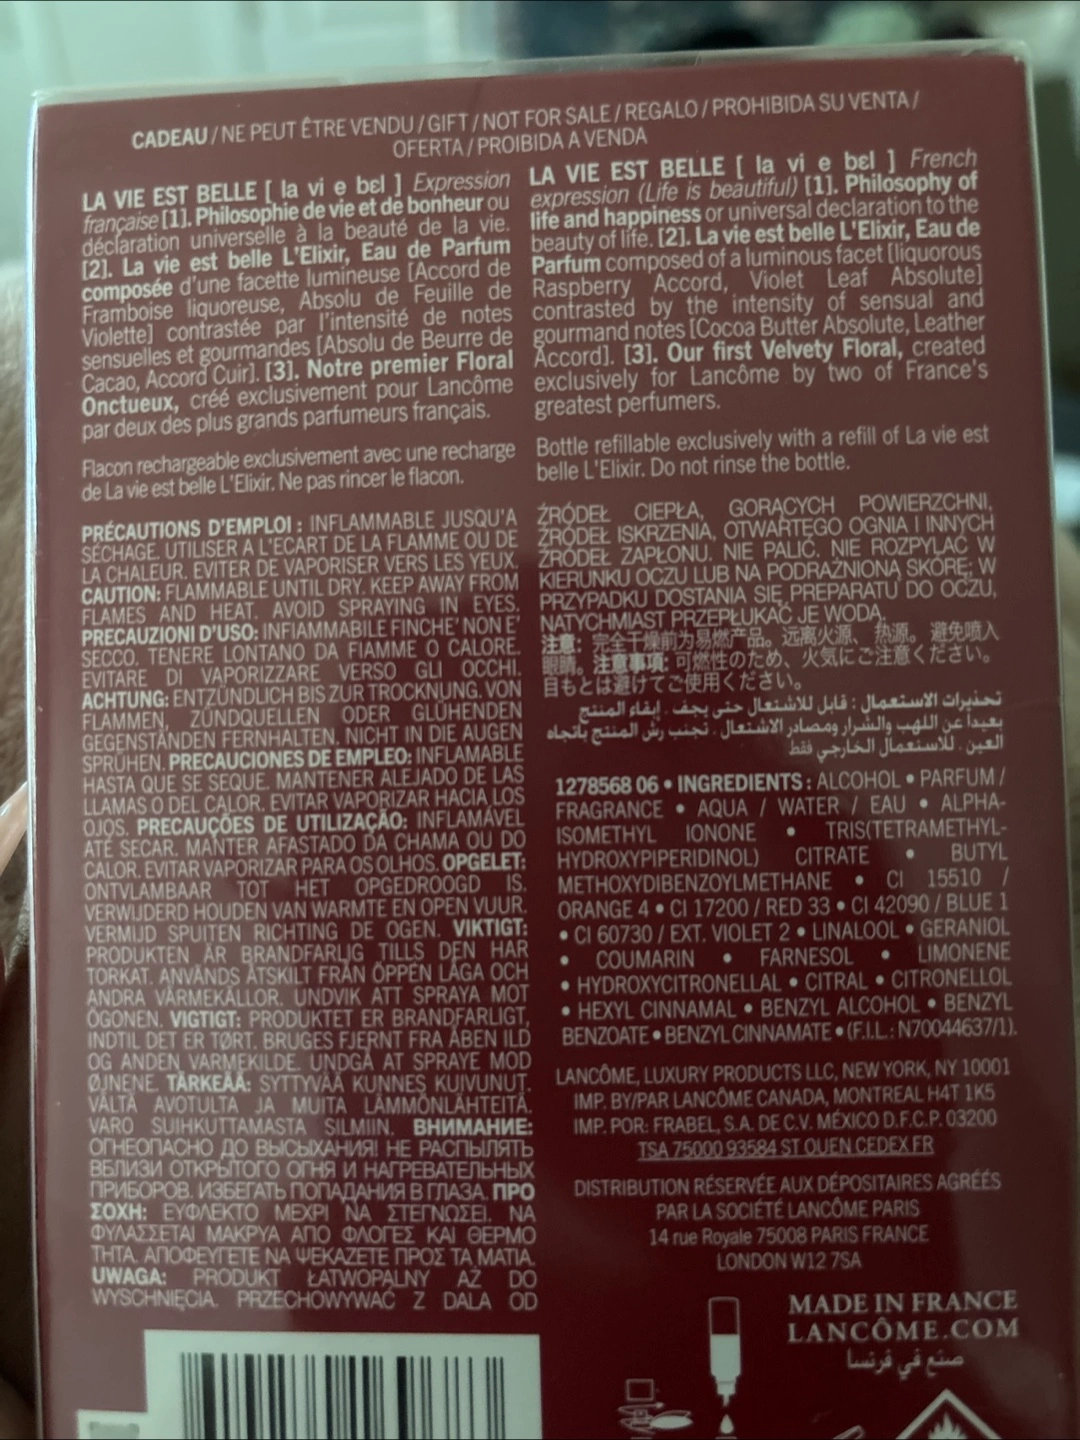 CADEAU / NE PEUT ÊTRE VENDU / GIFT / NOT FOR SALE / REGALO / PROHIBIDA SU VENTA /
OFERTA / PROIBIDA A VENDA
LA VIE EST BELLE [ la vi e bɛl ] Expression
française [1]. Philosophie de vie et de bonheur ou
déclaration universelle à la beauté de la vie.
[2]. La vie est belle L'Elixir, Eau de Parfum
composée d'une facette lumineuse [Accord de
Framboise liquoreuse, Absolu de Feuille de
Violette] contrastée par l'intensité de notes
sensuelles et gourmandes [Absolu de Beurre de
Cacao, Accord Cuir]. [3]. Notre premier Floral
Onctueux, créé exclusivement pour Lancôme
par deux des plus grands parfumeurs français.
Flacon rechargeable exclusivement avec une recharge
de La vie est belle L'Elixir. Ne pas rincer le flacon.
LA VIE EST BELLE [ la vi e bɛl ] French
expression (Life is beautiful) [1]. Philosophy of
life and happiness or universal declaration to the
beauty of life. [2]. La vie est belle L'Elixir, Eau de
Parfum composed of a luminous facet [liquorous
Raspberry Accord, Violet Leaf Absolute]
contrasted by the intensity of sensual and
gourmand notes [Cocoa Butter Absolute, Leather
Accord]. [3]. Our first Velvety Floral, created
exclusively for Lancôme by two of France's
greatest perfumers.
Bottle refillable exclusively with a refill of La vie est
belle L'Elixir. Do not rinse the bottle.
PRÉCAUTIONS D'EMPLOI : INFLAMMABLE JUSQU'A
SÉCHAGE. UTILISER A L'ECART DE LA FLAMME OU DE
LA CHALEUR. EVITER DE VAPORISER VERS LES YEUX.
CAUTION: FLAMMABLE UNTIL DRY. KEEP AWAY FROM
FLAMES AND HEAT. AVOID SPRAYING IN EYES.
PRECAUZIONI D'USO: INFIAMMABILE FINCHE' NON E'
SECCO. TENERE LONTANO DA FIAMME O CALORE.
EVITARE DI VAPORIZZARE VERSO GLI OCCHI.
ACHTUNG: ENTZÜNDLICH BIS ZUR TROCKNUNG. VON
FLAMMEN, ZÜNDQUELLEN ODER GLÜHENDEN
GEGENSTÄNDEN FERNHALTEN. NICHT IN DIE AUGEN
SPRÜHEN. PRECAUCIONES DE EMPLEO: INFLAMABLE
HASTA QUE SE SEQUE. MANTENER ALEJADO DE LAS
LLAMAS O DEL CALOR. EVITAR VAPORIZAR HACIA LOS
OJOS. PRECAUÇÕES DE UTILIZAÇÃO: INFLAMÁVEL
ATÉ SECAR. MANTER AFASTADO DA CHAMA OU DO
CALOR. EVITAR VAPORIZAR PARA OS OLHOS. OPGELET:
ONTVLAMBAAR TOT HET OPGEDROOGD IS.
VERWIJDERD HOUDEN VAN WARMTE EN OPEN VUUR.
VERMIJD SPUITEN RICHTING DE OGEN. VIKTIGT:
PRODUKTEN ÄR BRANDFARLIG TILLS DEN HAR
TORKAT. ANVÄNDS ÅTSKILT FRÅN ÖPPEN LÅGA OCH
ANDRA VÄRMEKÄLLOR. UNDVIK ATT SPRAYA MOT
ÖGONEN. VIGTIGT: PRODUKTET ER BRANDFARLIGT,
INDTIL DET ER TØRT. BRUGES FJERNT FRA ÅBEN ILD
OG ANDEN VARMEKILDE. UNDGÅ AT SPRAYE MOD
ØJNENE. TÄRKEÄÄ: SYTTYVÄÄ KUNNES KUIVUNUT.
VÄLTÄ AVOTULTA JA MUITA LÄMMÖNLÄHTEITÄ.
VARO SUIHKUTTAMASTA SILMIIN. ВНИМАНИЕ:
ОГНЕОПАСНО ДО ВЫСЫХАНИЯ! НЕ РАСПЫЛЯТЬ
ВБЛИЗИ ОТКРЫТОГО ОГНЯ И НАГРЕВАТЕЛЬНЫХ
ПРИБОРОВ. ИЗБЕГАТЬ ПОПАДАНИЯ В ГЛАЗА. ΠΡΟ
ΣΟΧΗ: ΕΥΦΛΕΚΤΟ ΜΕΧΡΙ ΝΑ ΣΤΕΓΝΩΣΕΙ. ΝΑ
ΦΥΛΑΣΣΕΤΑΙ ΜΑΚΡΥΑ ΑΠΟ ΦΛΟΓΕΣ ΚΑΙ ΘΕΡΜΟ
ΤΗΤΑ. ΑΠΟΦΕΥΓΕΤΕ ΝΑ ΨΕΚΑΖΕΤΕ ΠΡΟΣ ΤΑ ΜΑΤΙΑ.
UWAGA: PRODUKT ŁATWOPALNY AŻ DO
WYSCHNIĘCIA. PRZECHOWYWAĆ Z DALA OD
ŹRÓDEŁ CIEPŁA, GORĄCYCH POWIERZCHNI,
ŹRÓDEŁ ISKRZENIA, OTWARTEGO OGNIA I INNYCH
ŹRÓDEŁ ZAPŁONU. NIE PALIĆ. NIE ROZPYLAĆ W
KIERUNKU OCZU LUB NA PODRAŻNIONĄ SKÓRĘ; W
PRZYPADKU DOSTANIA SIĘ PREPARATU DO OCZU,
NATYCHMIAST PRZEPŁUKAĆ JE WODĄ.
注意: 完全干燥前为易燃产品。远离火源、热源。避免喷入
眼睛。注意事項: 可燃性のため、火気にご注意ください。
目もとは避けてご使用ください。
تحذيرات الاستعمال : قابل للاشتعال حتى يجف . إبقاء المنتج
بعيداً عن اللهب والشرار ومصادر الاشتعال . تجنب رش المنتج باتجاه
العين . للاستعمال الخارجي فقط
1278568 06 • INGREDIENTS : ALCOHOL • PARFUM /
FRAGRANCE • AQUA / WATER / EAU • ALPHA-
ISOMETHYL IONONE • TRIS(TETRAMETHYL-
HYDROXYPIPERIDINOL) CITRATE • BUTYL
METHOXYDIBENZOYLMETHANE • CI 15510 /
ORANGE 4 • CI 17200 / RED 33 • CI 42090 / BLUE 1
• CI 60730 / EXT. VIOLET 2 • LINALOOL • GERANIOL
• COUMARIN • FARNESOL • LIMONENE
• HYDROXYCITRONELLAL • CITRAL • CITRONELLOL
• HEXYL CINNAMAL • BENZYL ALCOHOL • BENZYL
BENZOATE • BENZYL CINNAMATE • (F.I.L.: N70044637/1).
LANCÔME, LUXURY PRODUCTS LLC, NEW YORK, NY 10001
IMP. BY/PAR LANCÔME CANADA, MONTREAL H4T 1K5
IMP. POR: FRABEL, S.A. DE C.V. MÉXICO D.F.C.P. 03200
TSA 75000 93584 ST OUEN CEDEX.FR
DISTRIBUTION RÉSERVÉE AUX DÉPOSITAIRES AGRÉÉS
PAR LA SOCIÉTÉ LANCÔME PARIS
14 rue Royale 75008 PARIS FRANCE
LONDON W12 7SA
MADE IN FRANCE
LANCÔME.COM
صنع في فرنسا